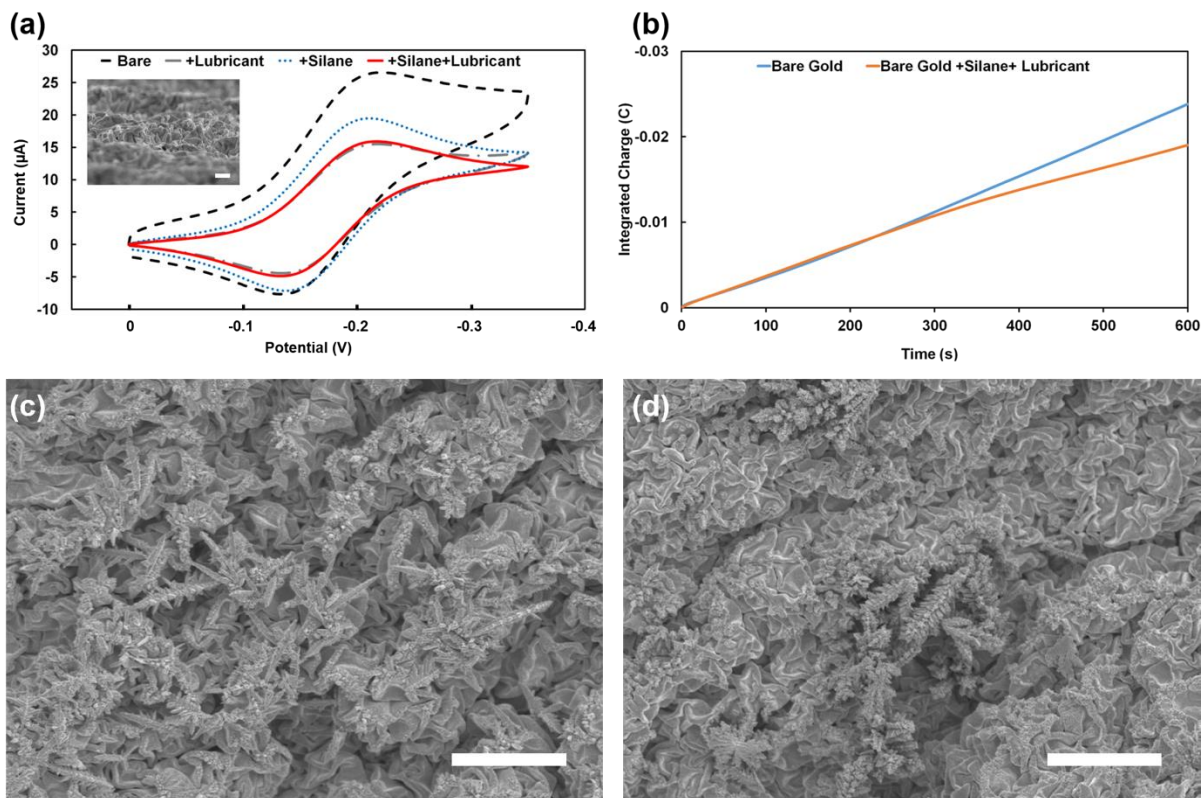 (a)
30
25
20
15
10
5
0
-5
-10
Current (µA)
Bare +Lubricant +Silane +Silane+Lubricant
0 -0.1 -0.2 -0.3 -0.4
Potential (V)
(b)
-0.03
-0.02
-0.01
0
Integrated Charge (C)
Bare Gold Bare Gold +Silane+ Lubricant
0 100 200 300 400 500 600
Time (s)
(c)
(d)